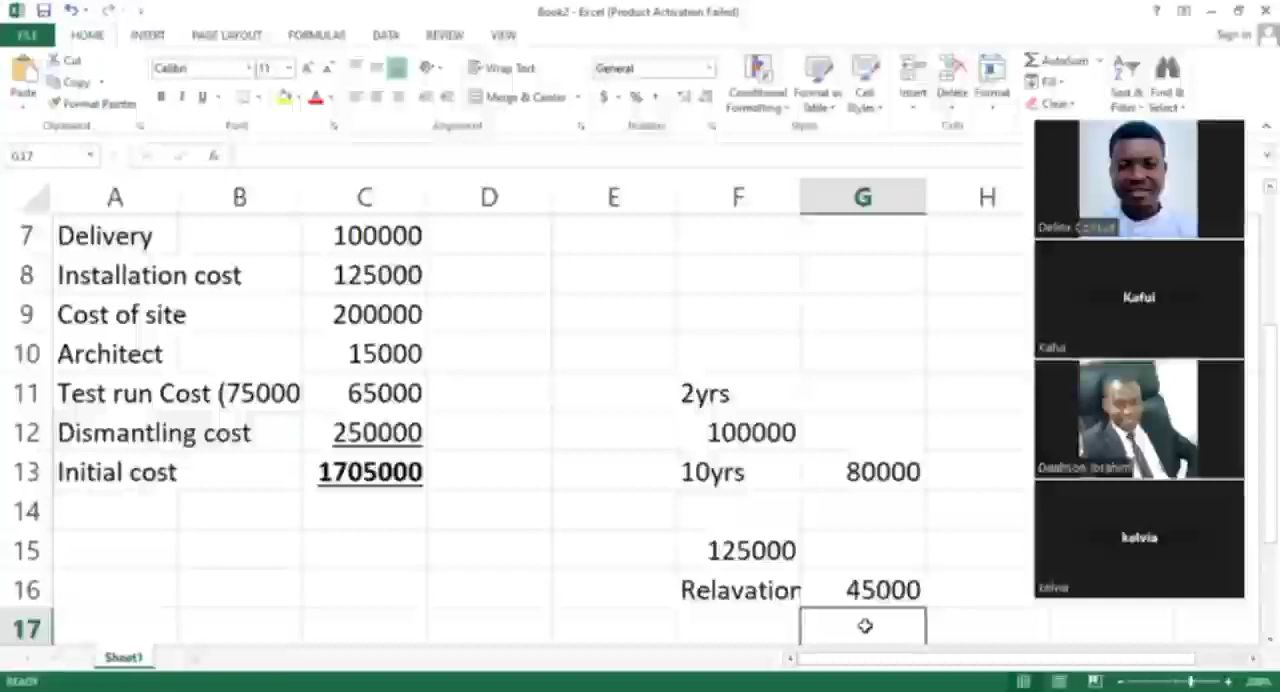 Book2 - Excel (Product Activation Failed)
FILE HOME INSERT PAGE LAYOUT FORMULAS DATA REVIEW VIEW Sign in
Paste Cut Copy Format Painter Calibri 11 Wrap Text Merge & Center General Conditional Formatting Format as Table Cell Styles Insert Delete Format AutoSum Fill Clear Sort & Filter Find & Select
Clipboard Font Alignment Number Styles Cells
G17 fx
A B C D E F G H
7 Delivery 100000
8 Installation cost 125000
9 Cost of site 200000
10 Architect 15000
11 Test run Cost (75000 65000 2yrs
12 Dismantling cost 250000 100000
13 Initial cost 1705000 10yrs 80000
14
15 125000
16 Relavation 45000
17
Kafui
Kafui
Ibrahim
kelvia
kelvia
Sheet1
READY